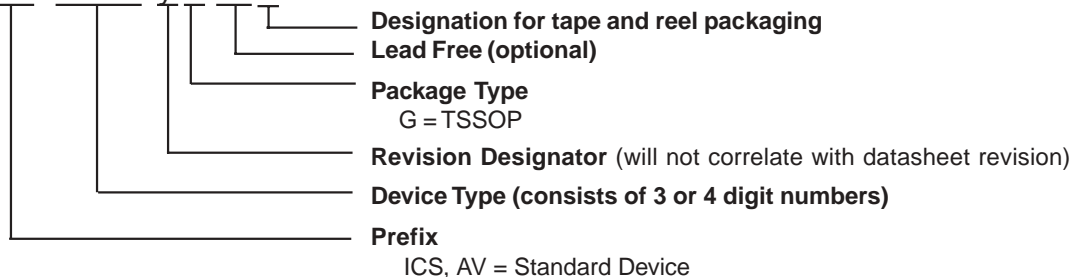 Designation for tape and reel packaging
Lead Free (optional)
Package Type
G = TSSOP
Revision Designator (will not correlate with datasheet revision)
Device Type (consists of 3 or 4 digit numbers)
Prefix
ICS, AV = Standard Device